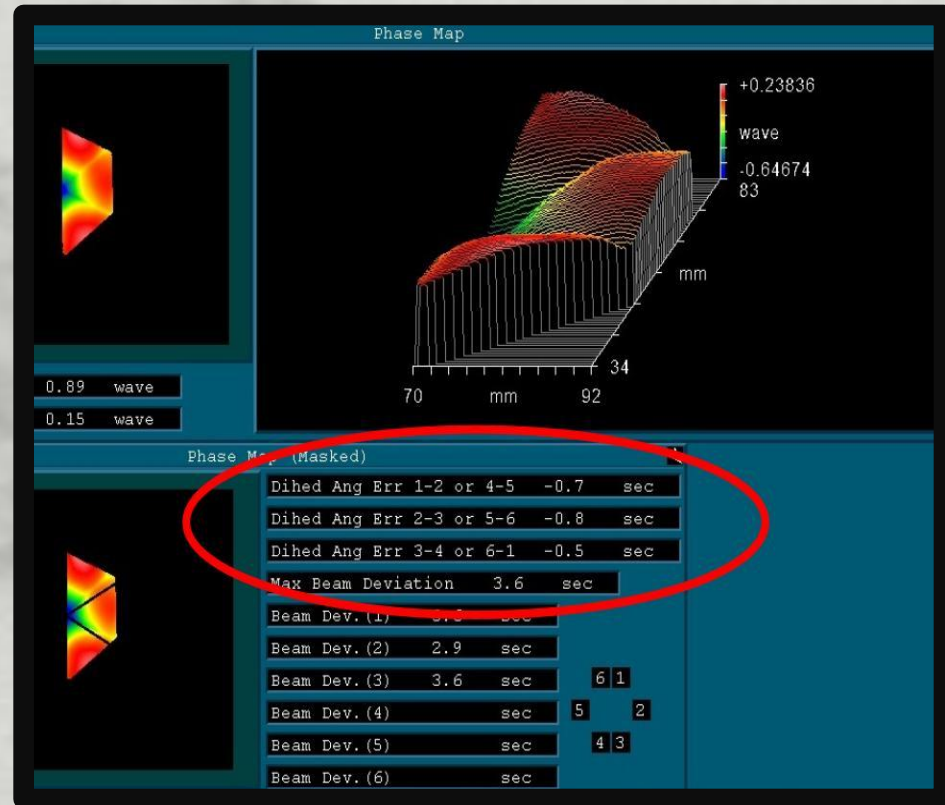 Phase Map
+0.23836
wave
-0.64674
83
mm
34
70 mm 92
0.89 wave
0.15 wave
Phase Map (Masked)
Dihed Ang Err 1-2 or 4-5 -0.7 sec
Dihed Ang Err 2-3 or 5-6 -0.8 sec
Dihed Ang Err 3-4 or 6-1 -0.5 sec
Max Beam Deviation 3.6 sec
Beam Dev.(1) sec
Beam Dev.(2) 2.9 sec
Beam Dev.(3) 3.6 sec
Beam Dev.(4) sec
Beam Dev.(5) sec
Beam Dev.(6) sec
6 1
5 2
4 3